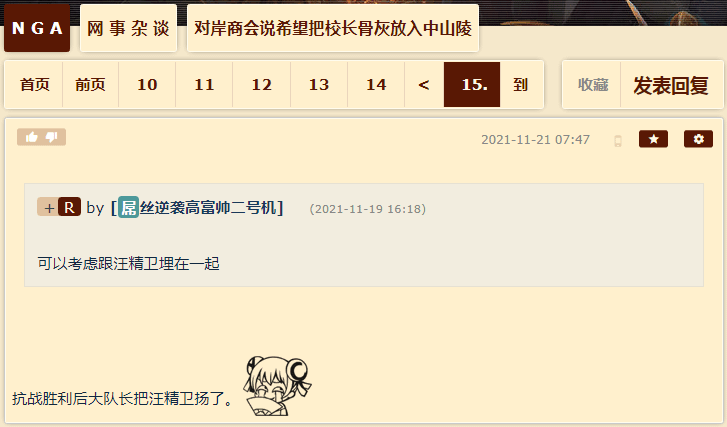 NGA 网事杂谈 对岸商会说希望把校长骨灰放入中山陵
首页 前页 10 11 12 13 14 < 15. 到 收藏 发表回复
2021-11-21 07:47
+ R by [屌丝逆袭高富帅二号机] (2021-11-19 16:18)
可以考虑跟汪精卫埋在一起
抗战胜利后大队长把汪精卫扬了。